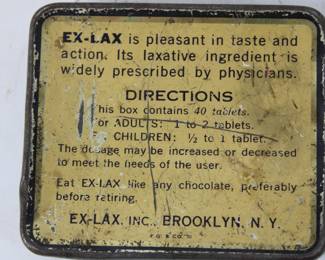 EX-LAX is pleasant in taste and
action. Its laxative ingredient is
widely prescribed by physicians.
DIRECTIONS
This box contains 40 tablets.
For ADULTS: 1 to 2 tablets.
For CHILDREN: ½ to 1 tablet.
The dosage may be increased or decreased
to meet the needs of the user.
Eat EX-LAX like any chocolate, preferably
before retiring.
EX-LAX, INC., BROOKLYN, N. Y.